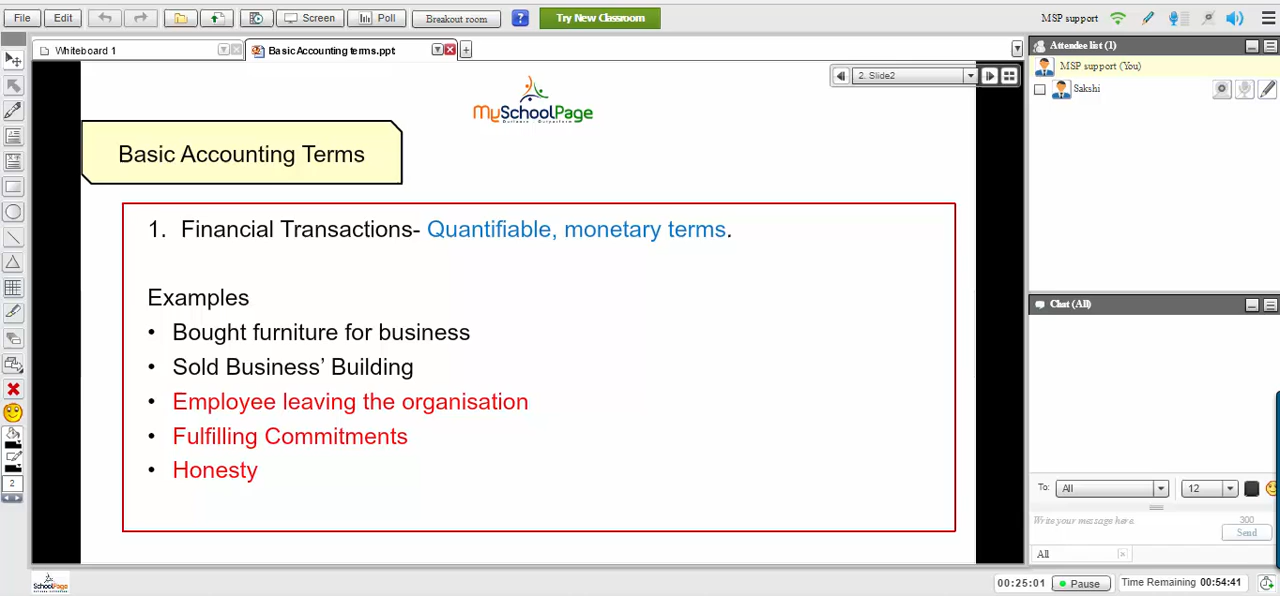 File Edit Screen Poll Breakout room ? Try New Classroom MSP support
Whiteboard 1 Basic Accounting terms.ppt
Attendee list (1)
MSP support (You)
Sakshi
2. Slide2
MySchoolPage
Basic Accounting Terms
1. Financial Transactions- Quantifiable, monetary terms.
Examples
• Bought furniture for business
• Sold Business’ Building
• Employee leaving the organisation
• Fulfilling Commitments
• Honesty
2
Chat (All)
To: All 12
Write your message here. 300
Send
All
SchoolPage
00:25:01 Pause Time Remaining 00:54:41